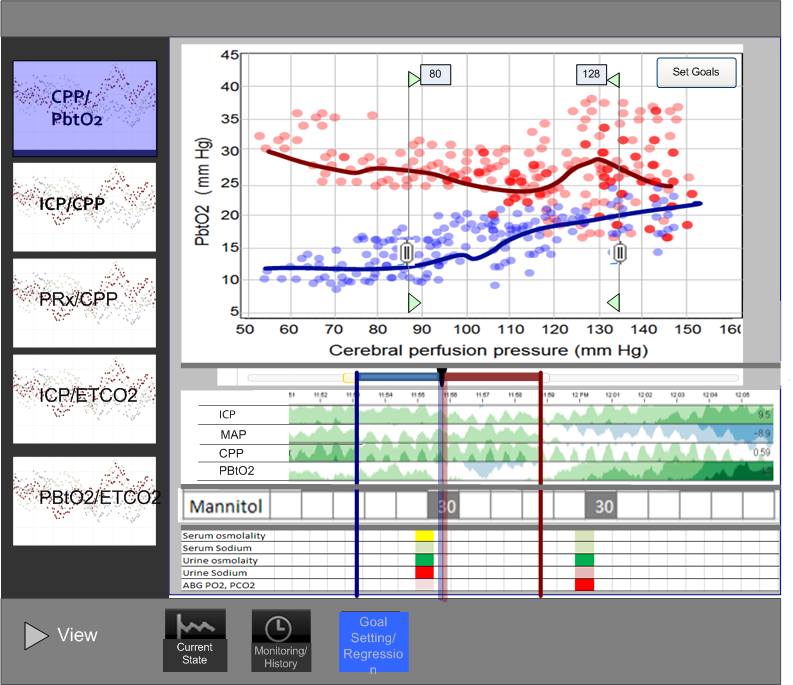 CPP/
PbtO2
ICP/CPP
PRx/CPP
ICP/ETCO2
PBtO2/ETCO2
80
128
Set Goals
PbtO2 (mm Hg)
45
40
35
30
25
20
15
10
5
50 60 70 80 90 100 110 120 130 140 150 16
Cerebral perfusion pressure (mm Hg)
51 11:52 11:53 11:54 11:55 11:56 11:57 11:58 11:59 12 PM 12:01 12:02 12:03 12:04 12:05
ICP 9.5
MAP -8.9
CPP 0.59
PBtO2
Mannitol 30 30
Serum osmolality
Serum Sodium
Urine osmolaity
Urine Sodium
ABG PO2, PCO2
View
Current
State
Monitoring/
History
Goal
Setting/
Regressio
n